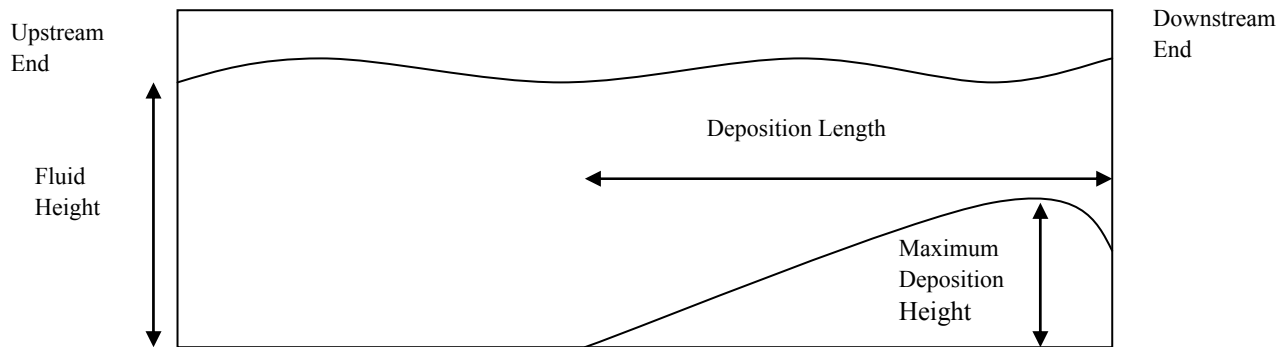 Upstream
End
Downstream
End
Deposition Length
Fluid
Height
Maximum
Deposition
Height